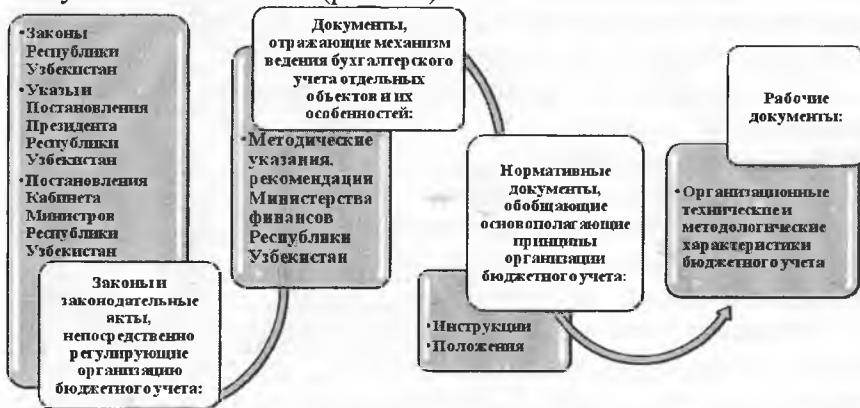 •Законы
Республики
Узбекистан
•Указы и
Постановления
Президента
Республики
Узбекистан
•Постановления
Кабинета
Министров
Республики
Узбекистан
Законы и
законодательные
акты,
непосредственно
регулирующие
организацию
бюджетного учета:
Документы,
отражающие механизм
ведения бухгалтерского
учета отдельных
объектов и их
особенностей:
•Методические
указания,
рекомендации
Министерства
финансов
Республики
Узбекистан
Нормативные
документы,
обобщающие
основополагающие
принципы
организации
бюджетного учета:
•Инструкции
•Положения
Рабочие
документы:
•Организационные
технические и
методологические
характеристики
бюджетного учета